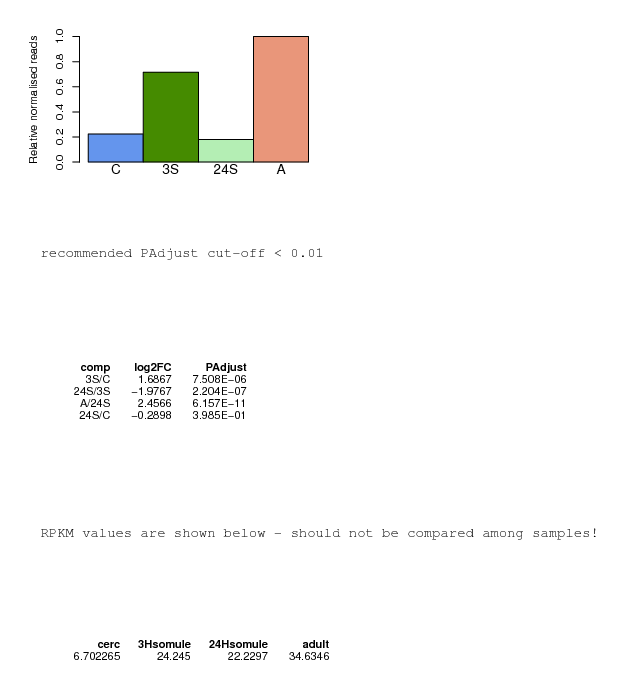 Relative normalised reads
1.0
0.8
0.6
0.4
0.2
0.0
C 3S 24S A
recommended PAdjust cut-off < 0.01
comp log2FC PAdjust
3S/C 1.6867 7.508E−06
24S/3S −1.9767 2.204E−07
A/24S 2.4566 6.157E−11
24S/C −0.2898 3.985E−01
RPKM values are shown below - should not be compared among samples!
cerc 3Hsomule 24Hsomule adult
6.702265 24.245 22.2297 34.6346